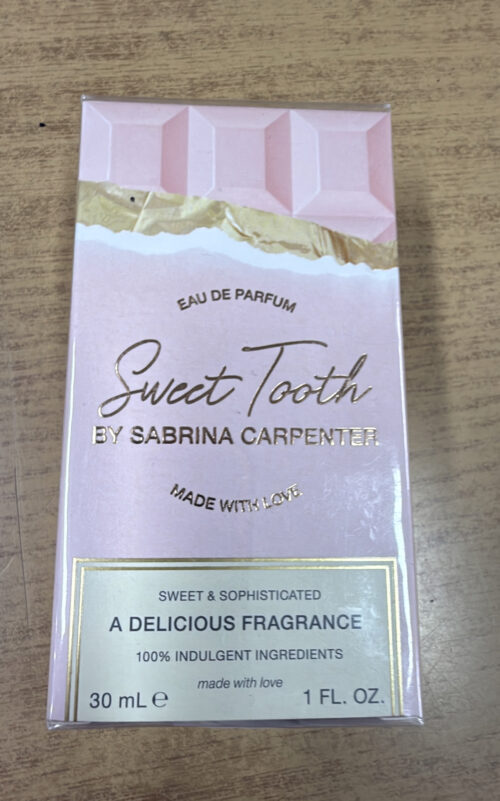 EAU DE PARFUM
Sweet Tooth
BY SABRINA CARPENTER
MADE WITH LOVE
SWEET & SOPHISTICATED
A DELICIOUS FRAGRANCE
100% INDULGENT INGREDIENTS
made with love
30 mL ℮ 1 FL. OZ.